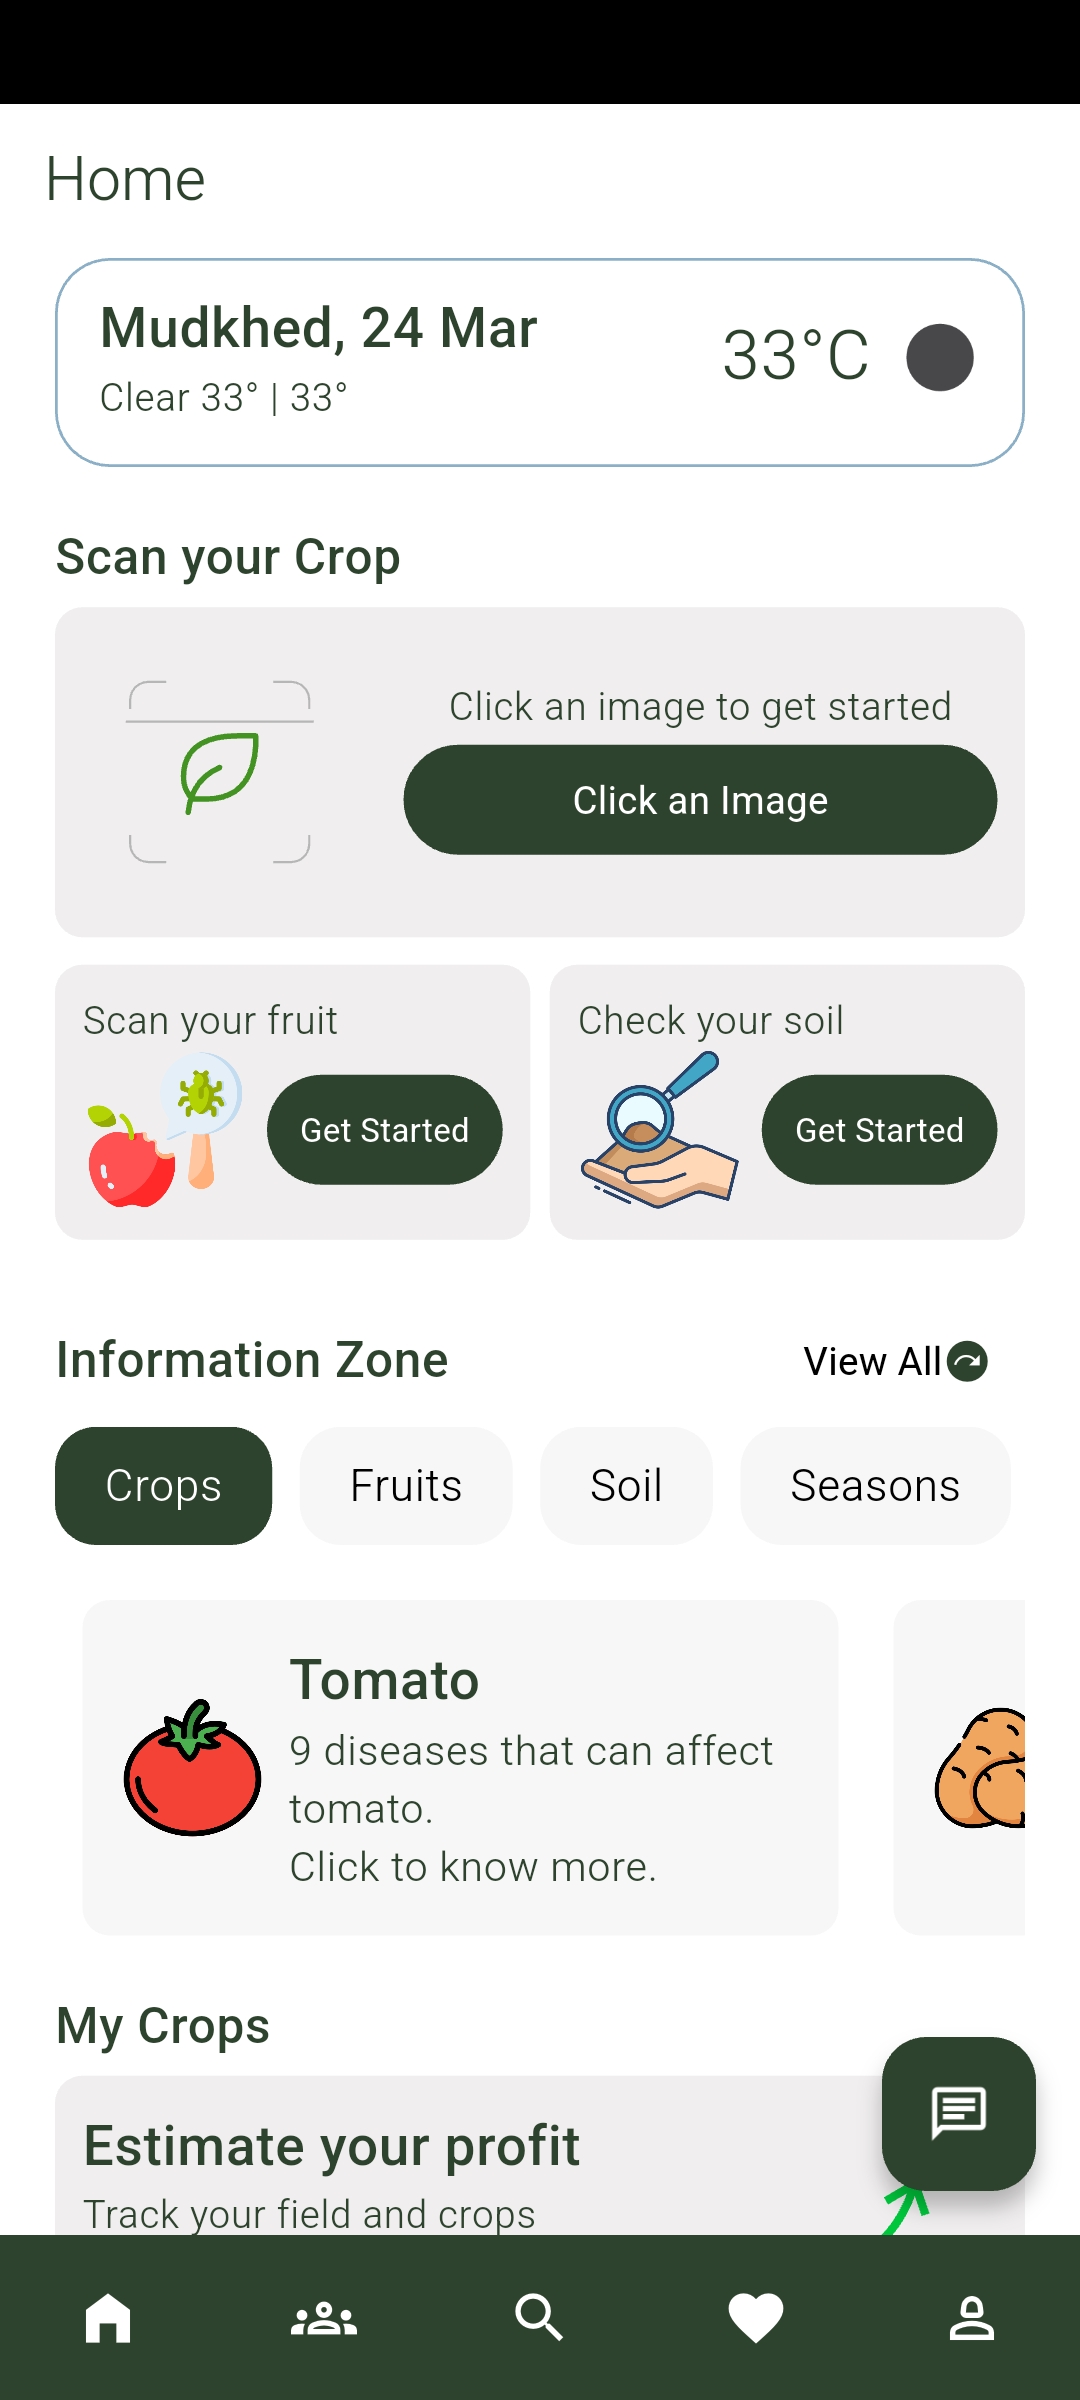 Home
Mudkhed, 24 Mar
Clear 33° | 33°
33°C
Scan your Crop
Click an image to get started
Click an Image
Scan your fruit
Get Started
Check your soil
Get Started
Information Zone
View All
Crops
Fruits
Soil
Seasons
Tomato
9 diseases that can affect
tomato.
Click to know more.
My Crops
Estimate your profit
Track your field and crops